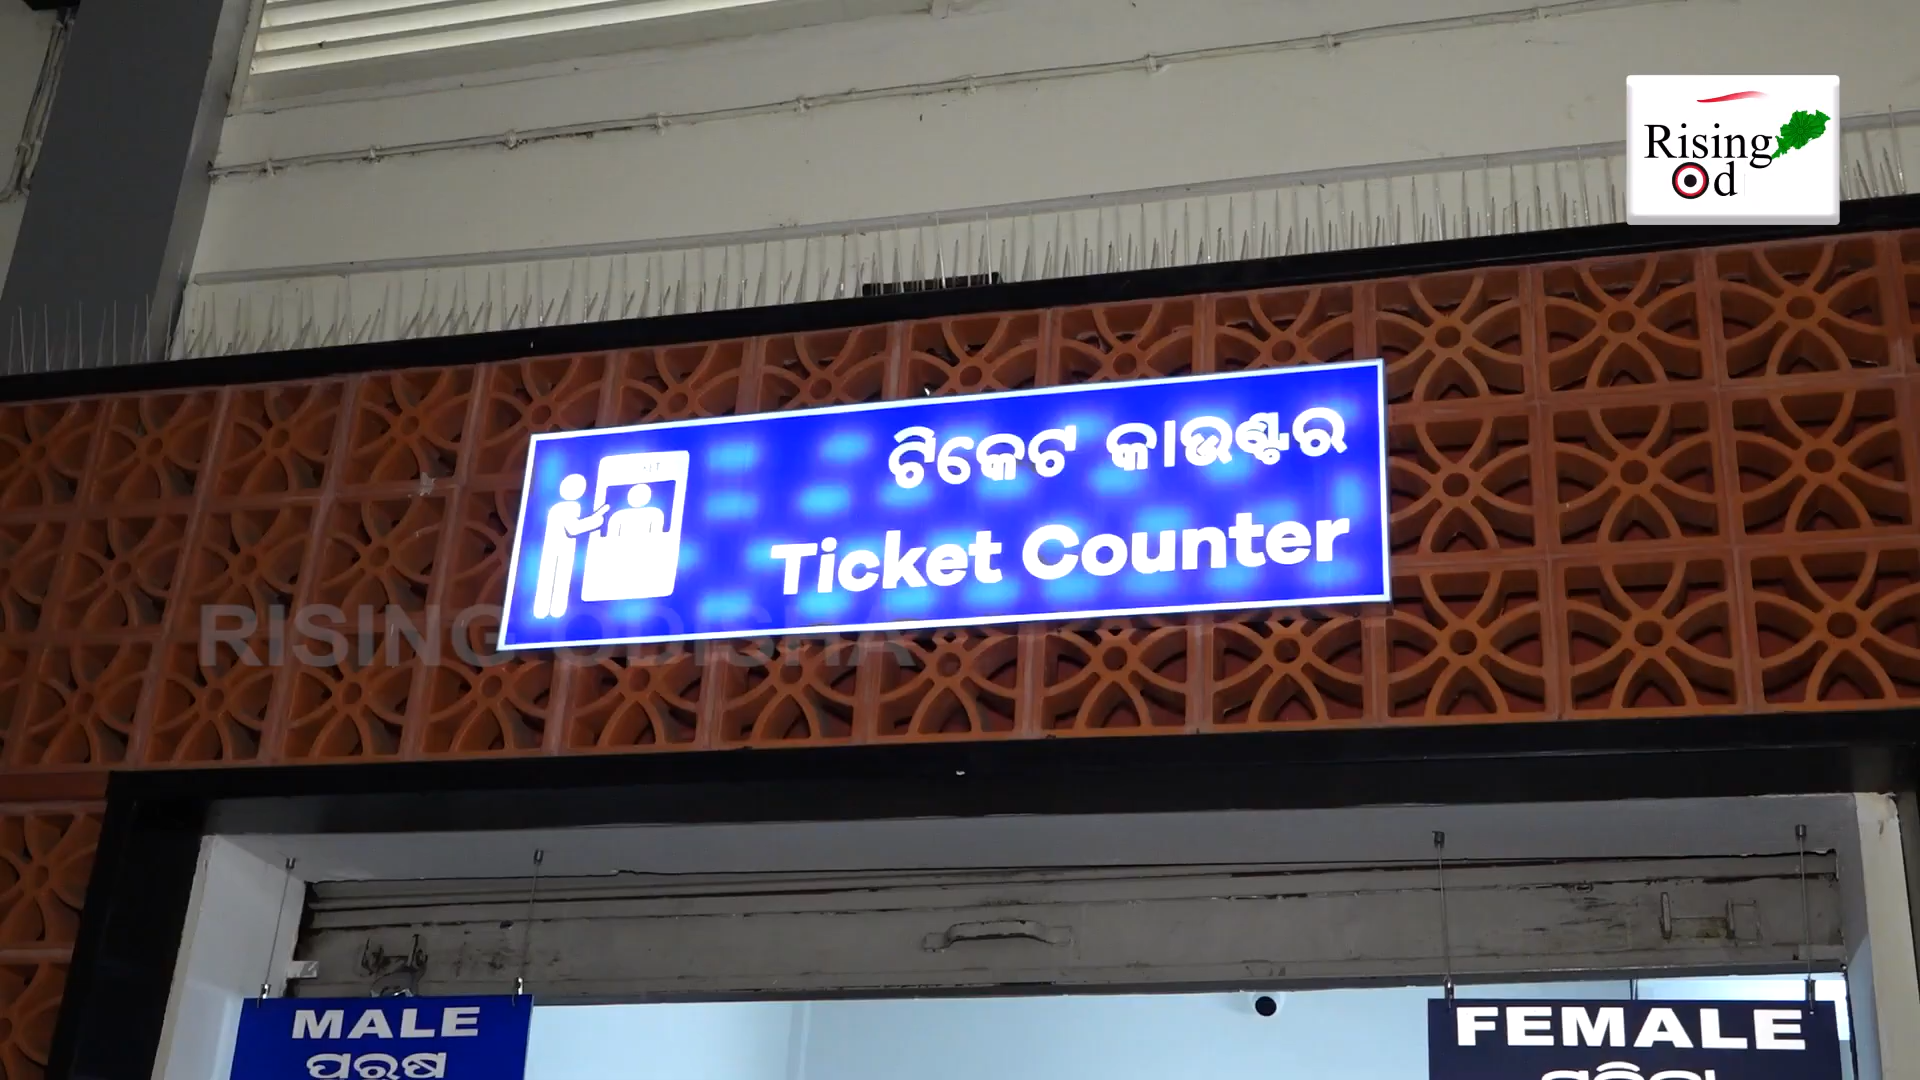 Rising
Od
ଟିକେଟ କାଉଣ୍ଟର
Ticket Counter
RISING ODISHA
MALE
ପୁରୁଷ
FEMALE